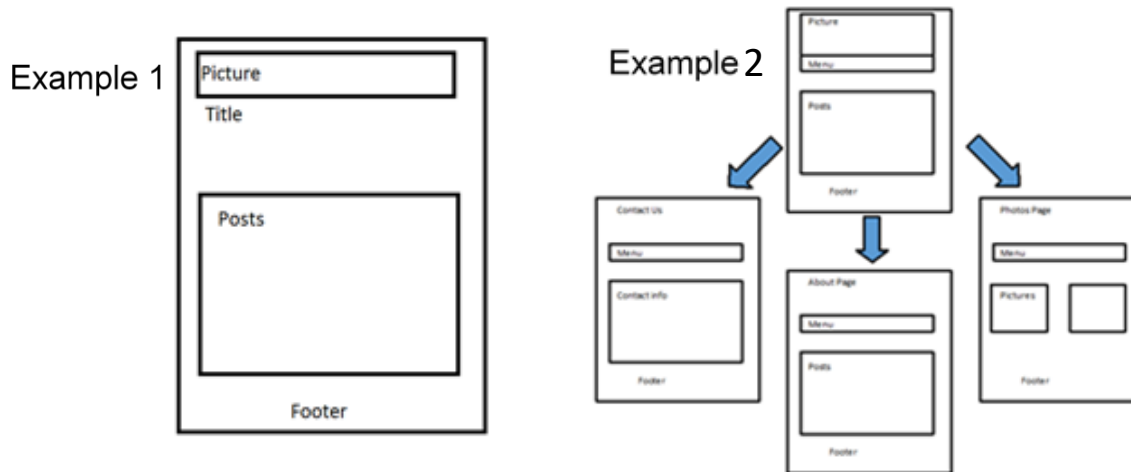 Example 1
Picture
Title
Posts
Footer
Example 2
Picture
Menu
Posts
Footer
Contact Us
Menu
Contact info
Footer
About Page
Menu
Posts
Footer
Photos Page
Menu
Pictures
Footer